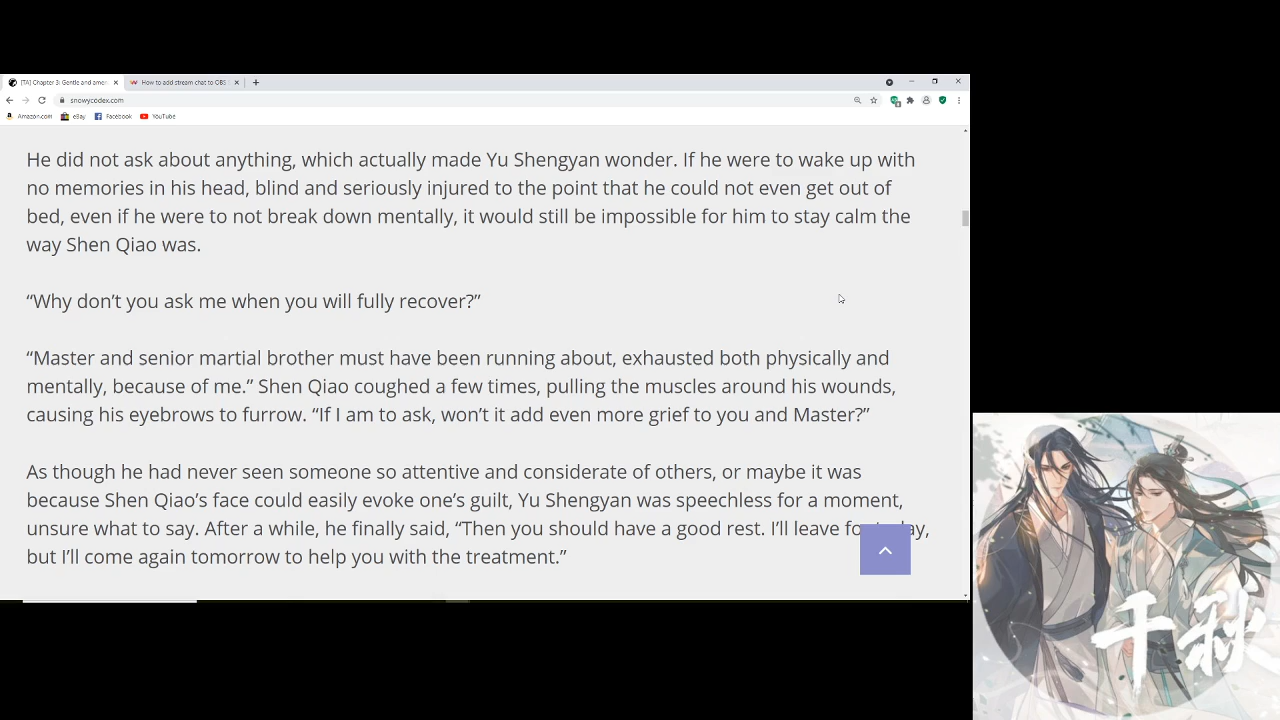 [TA] Chapter 3: Gentle and amer
How to add stream chat to OBS
snowycodex.com
Amazon.com
eBay
Facebook
YouTube
He did not ask about anything, which actually made Yu Shengyan wonder. If he were to wake up with
no memories in his head, blind and seriously injured to the point that he could not even get out of
bed, even if he were to not break down mentally, it would still be impossible for him to stay calm the
way Shen Qiao was.
“Why don’t you ask me when you will fully recover?”
“Master and senior martial brother must have been running about, exhausted both physically and
mentally, because of me.” Shen Qiao coughed a few times, pulling the muscles around his wounds,
causing his eyebrows to furrow. “If I am to ask, won’t it add even more grief to you and Master?”
As though he had never seen someone so attentive and considerate of others, or maybe it was
because Shen Qiao’s face could easily evoke one’s guilt, Yu Shengyan was speechless for a moment,
unsure what to say. After a while, he finally said, “Then you should have a good rest. I’ll leave fo ay,
but I’ll come again tomorrow to help you with the treatment.”
千秋